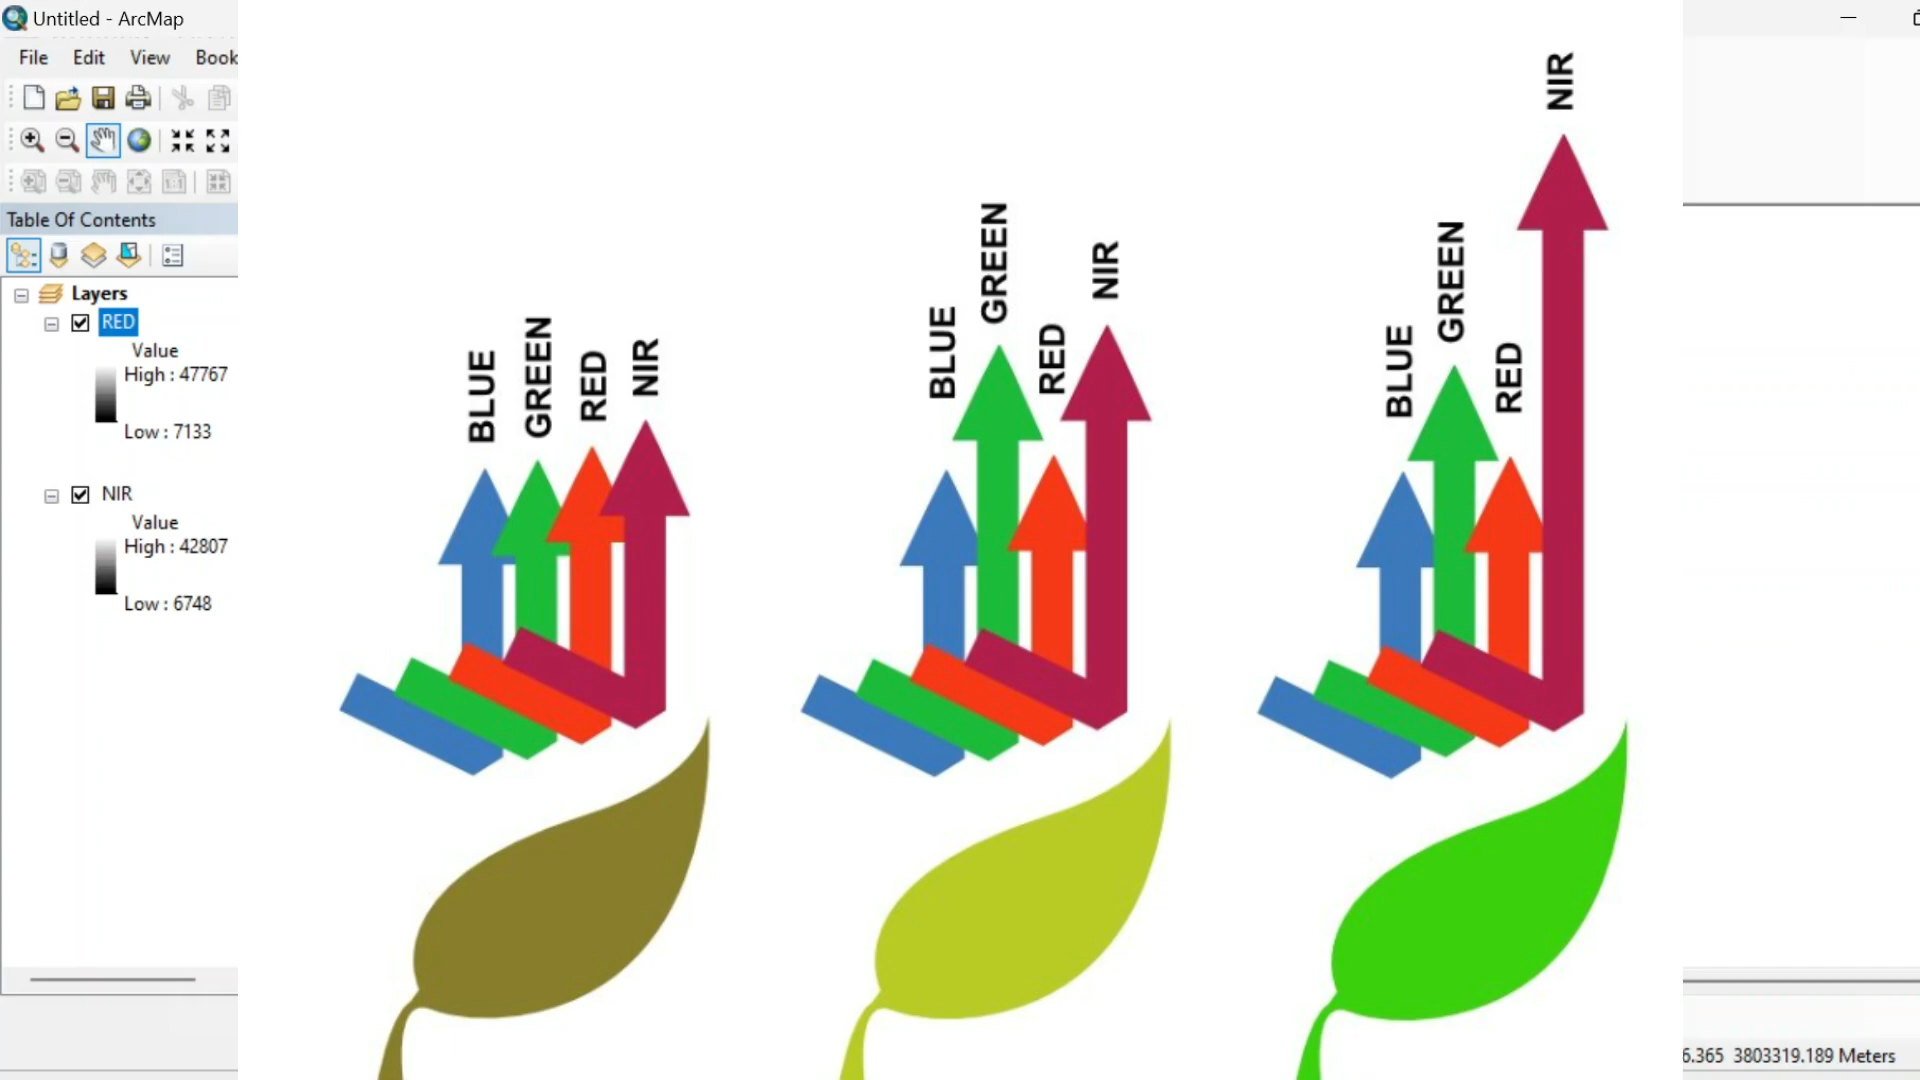 Untitled - ArcMap
File Edit View Book
Table Of Contents
Layers
RED
Value
High : 47767
Low : 7133
NIR
Value
High : 42807
Low : 6748
BLUE GREEN RED NIR
BLUE GREEN RED NIR
BLUE GREEN RED NIR
6.365 3803319.189 Meters